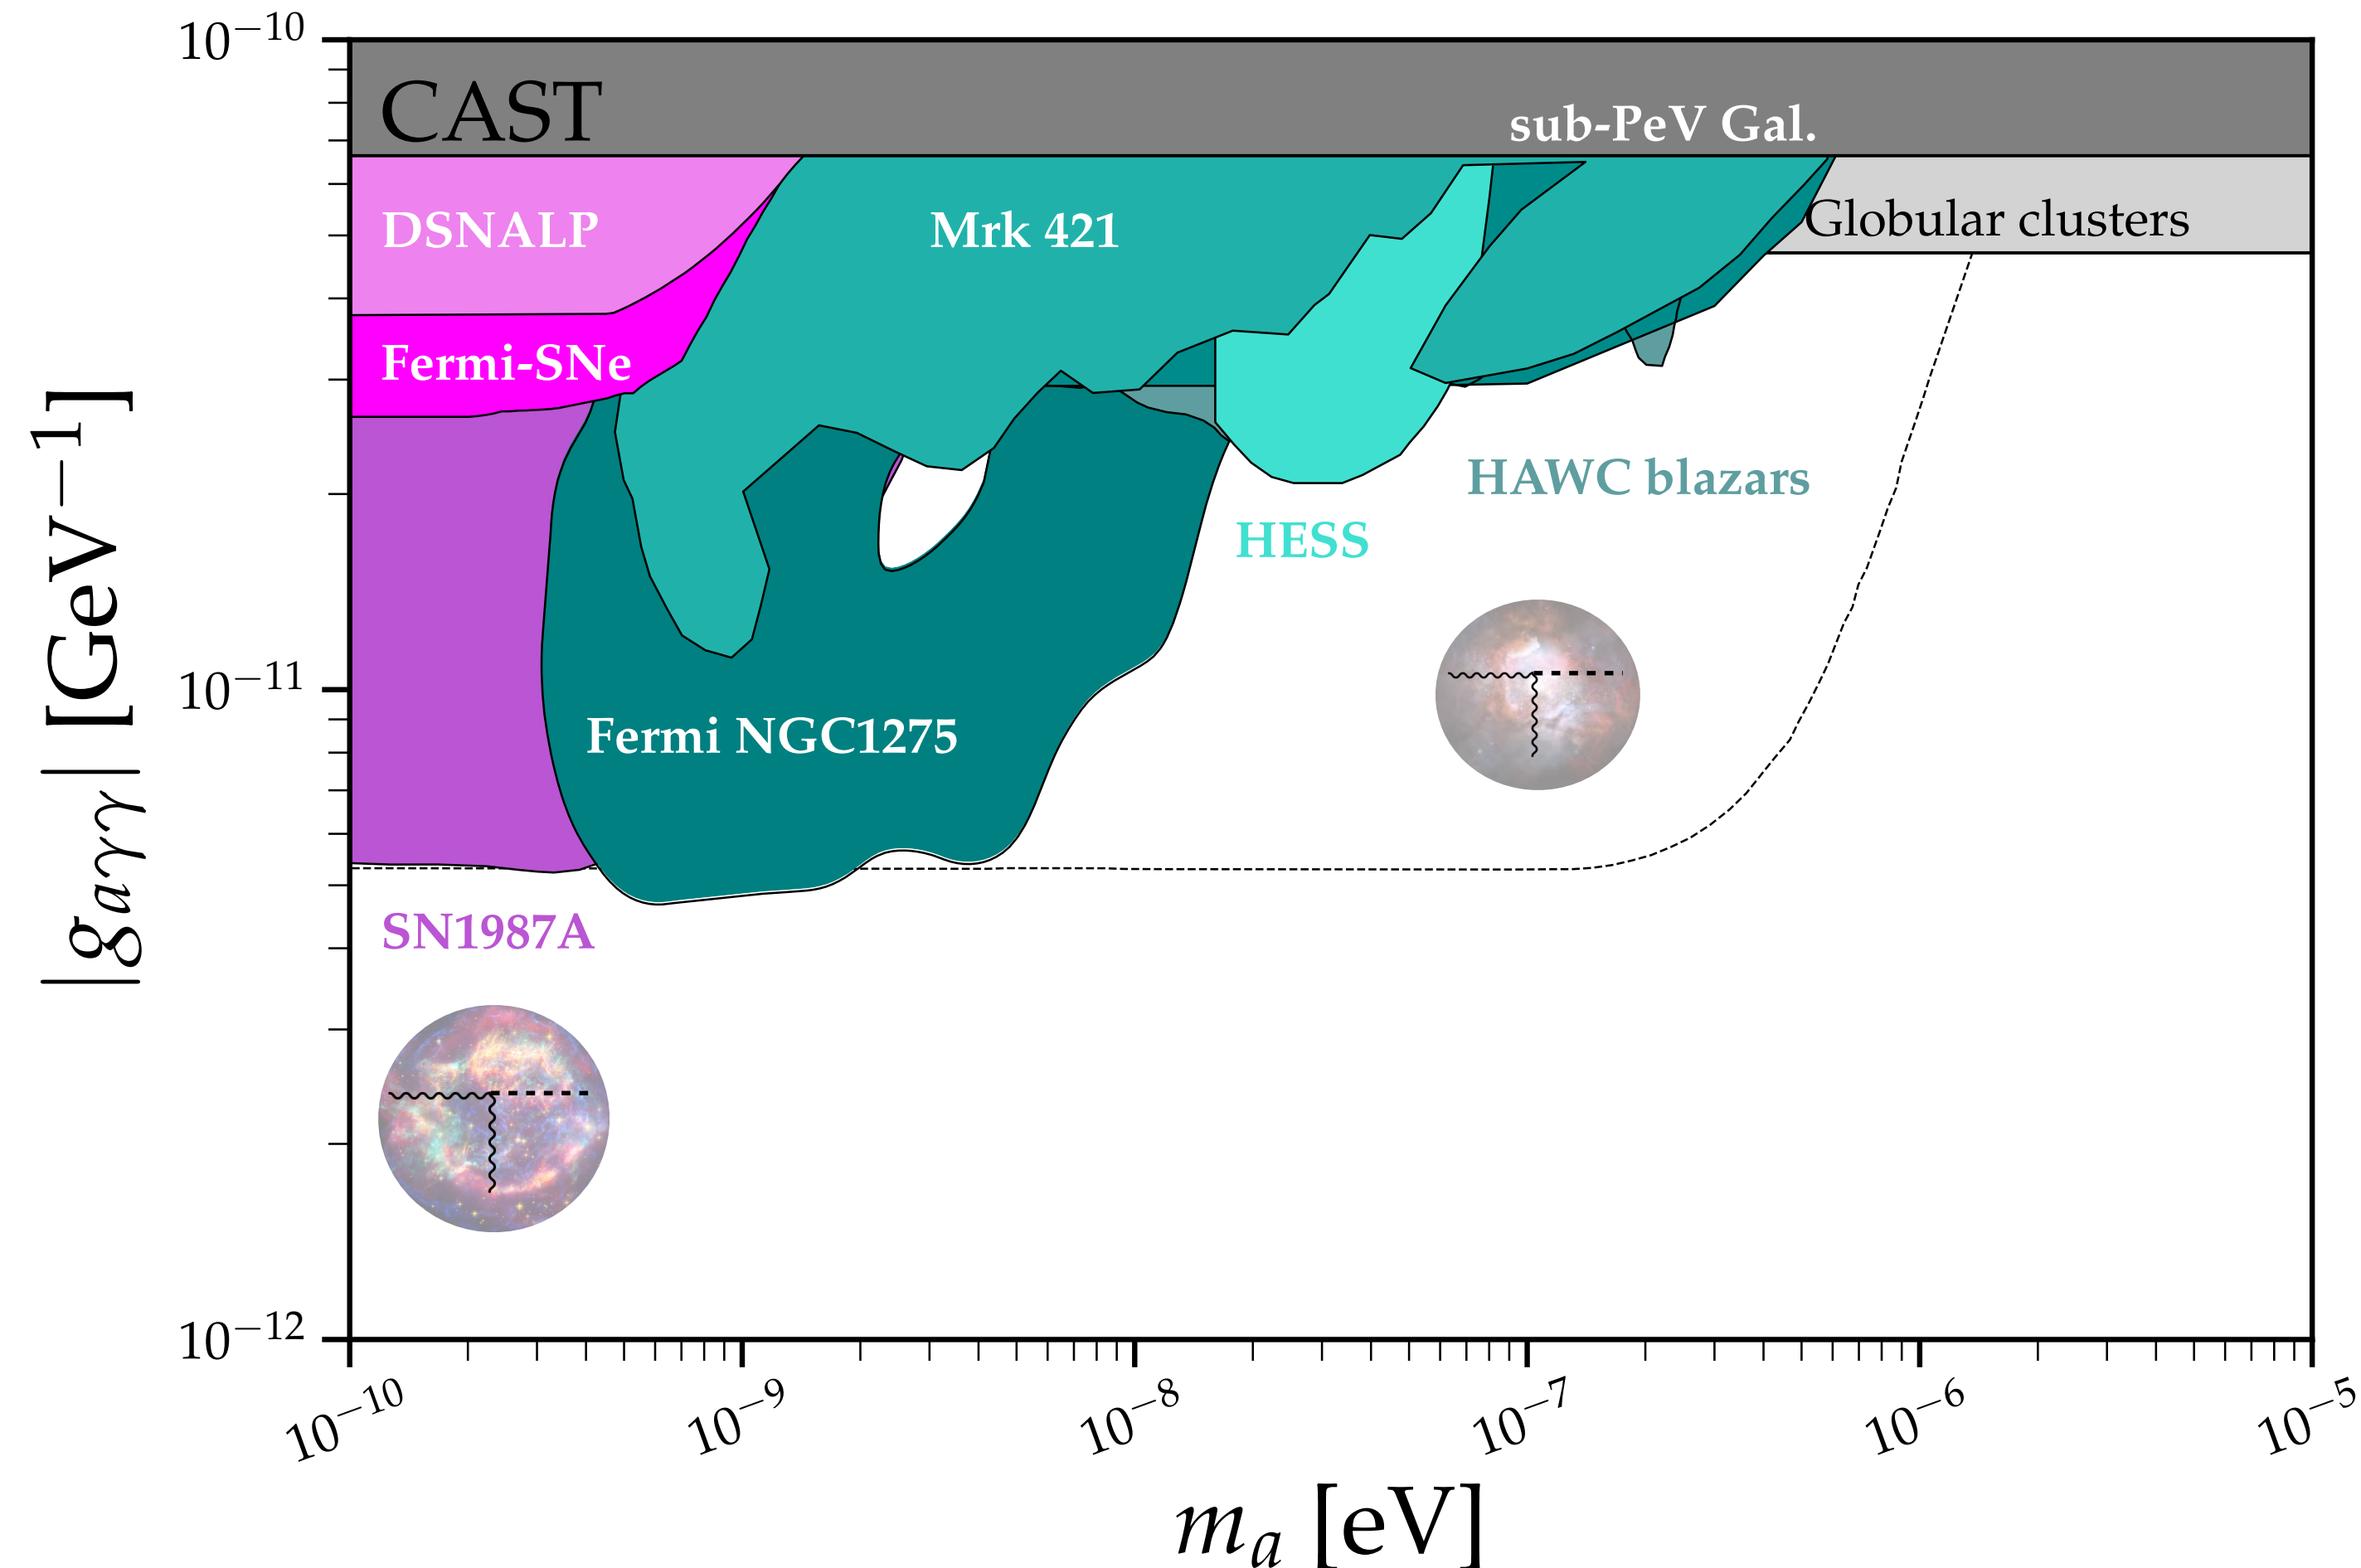 10⁻¹⁰
CAST
sub-PeV Gal.
DSNALP
Mrk 421
Globular clusters
Fermi-SNe
HAWC blazars
HESS
|g_{aγγ}| [GeV⁻¹]
10⁻¹¹
Fermi NGC1275
SN1987A
10⁻¹²
10⁻¹⁰ 10⁻⁹ 10⁻⁸ 10⁻⁷ 10⁻⁶ 10⁻⁵
m_a [eV]